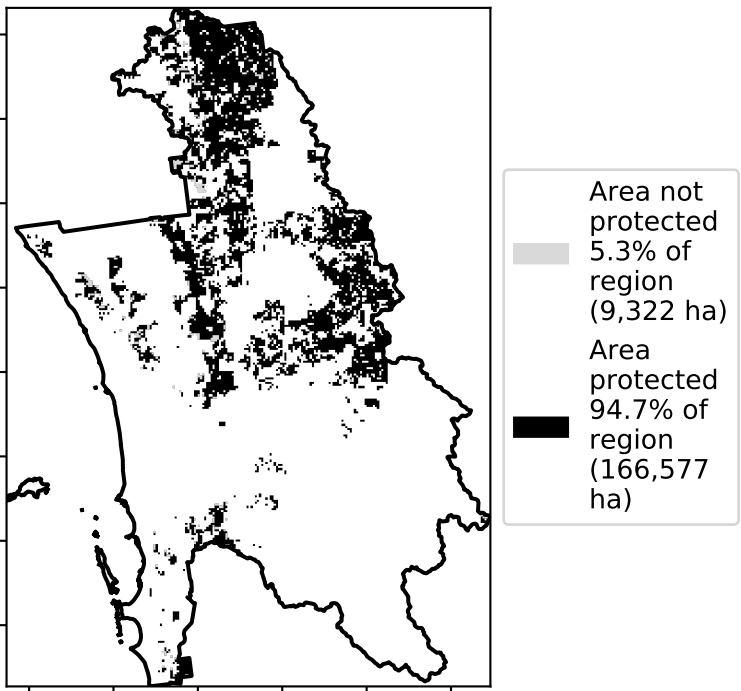 Area not
protected
5.3% of
region
(9,322 ha)
Area
protected
94.7% of
region
(166,577
ha)